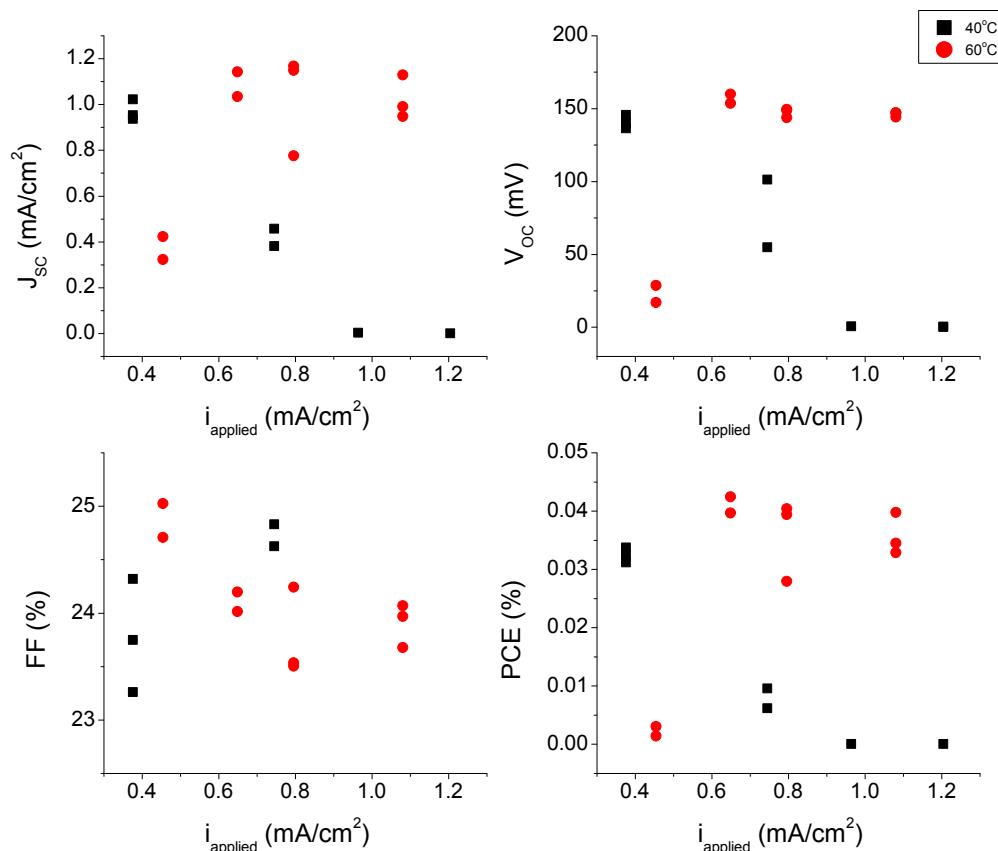 40°C
60°C
1.2
1.0
0.8
0.6
0.4
0.2
0.0
J_SC (mA/cm²)
0.4 0.6 0.8 1.0 1.2
i_applied (mA/cm²)
200
150
100
50
0
V_OC (mV)
0.4 0.6 0.8 1.0 1.2
i_applied (mA/cm²)
25
24
23
FF (%)
0.4 0.6 0.8 1.0 1.2
i_applied (mA/cm²)
0.05
0.04
0.03
0.02
0.01
0.00
PCE (%)
0.4 0.6 0.8 1.0 1.2
i_applied (mA/cm²)